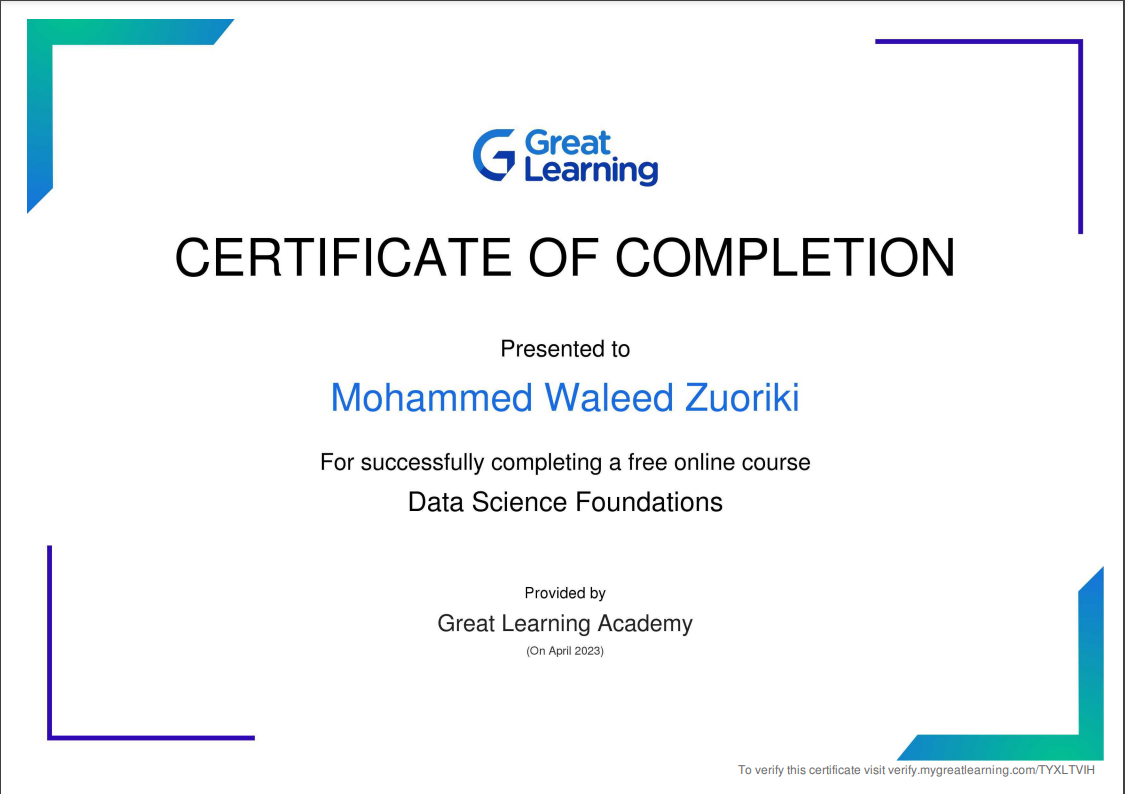 Great
Learning
CERTIFICATE OF COMPLETION
Presented to
Mohammed Waleed Zuoriki
For successfully completing a free online course
Data Science Foundations
Provided by
Great Learning Academy
(On April 2023)
To verify this certificate visit verify.mygreatlearning.com/TYXLTVIH